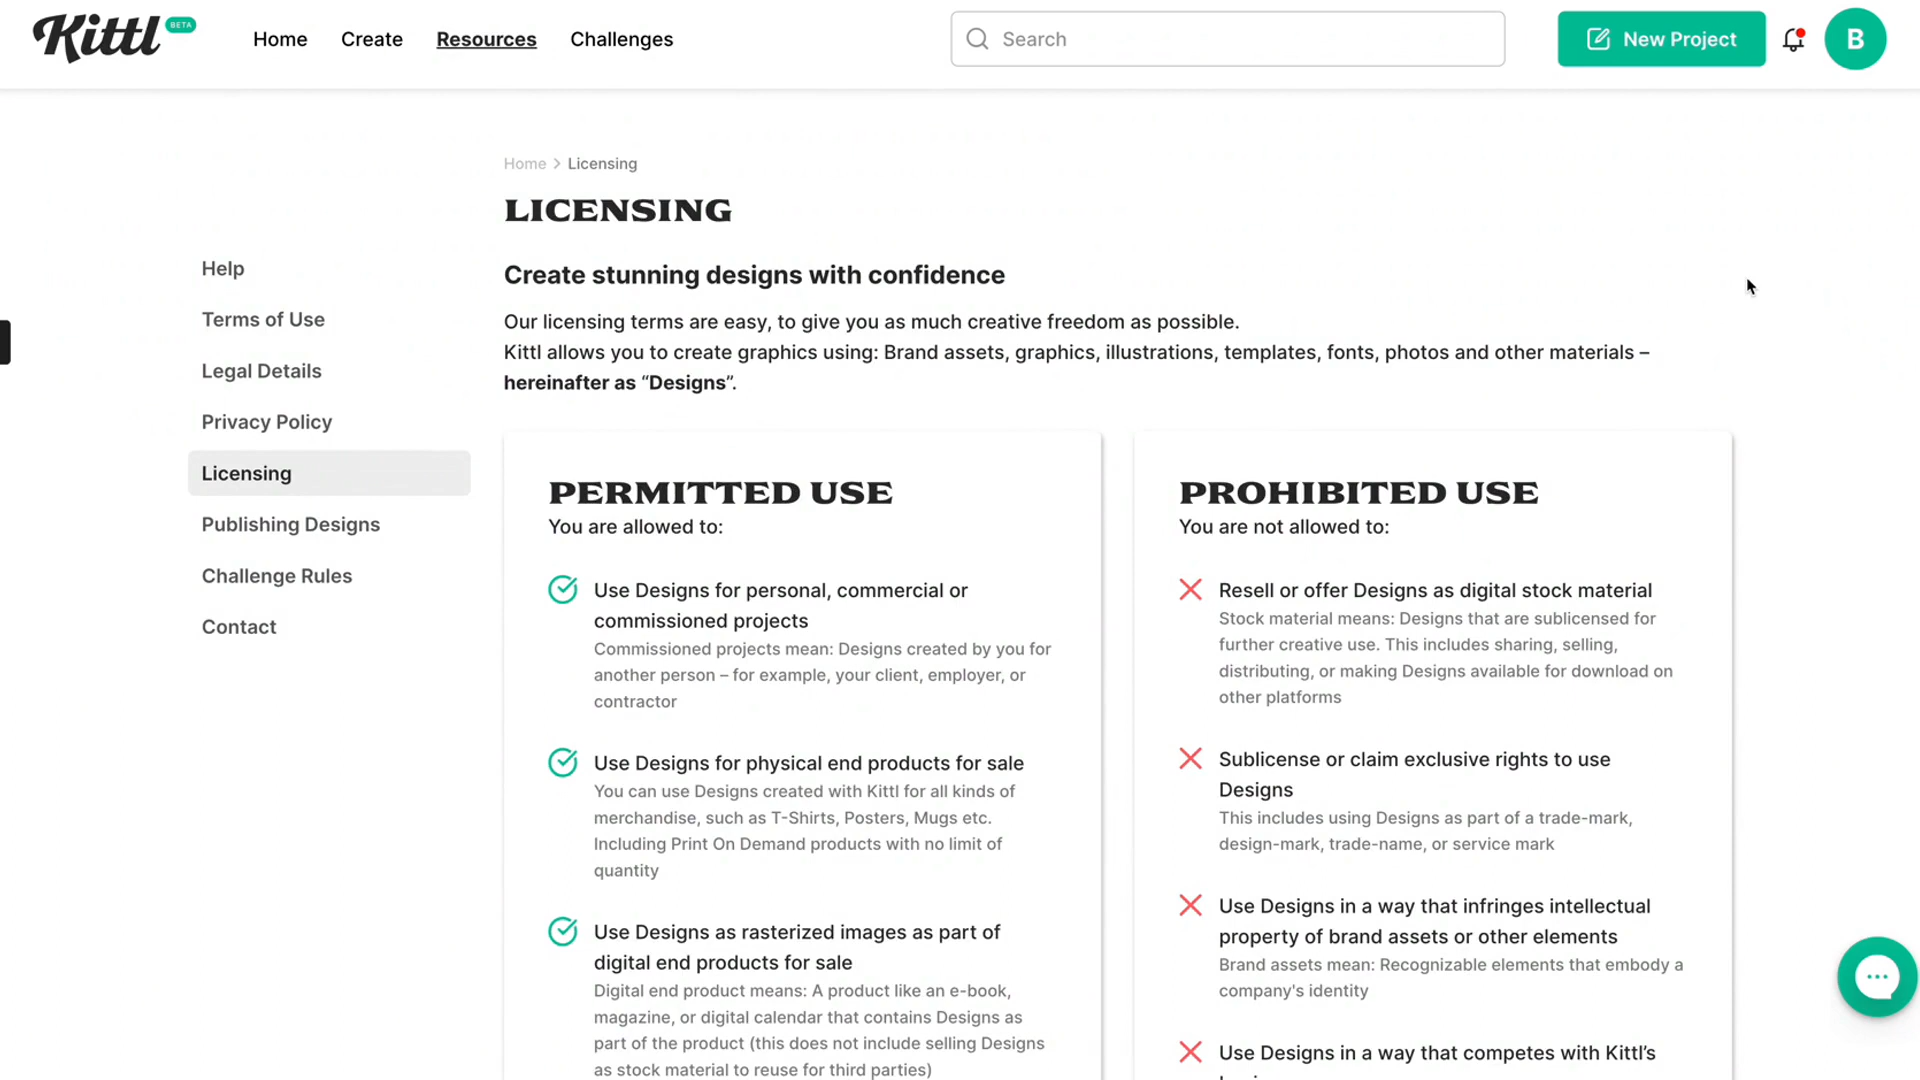 Kittl BETA
Home
Create
Resources
Challenges
Search
New Project
B
Home > Licensing
LICENSING
Help
Terms of Use
Legal Details
Privacy Policy
Licensing
Publishing Designs
Challenge Rules
Contact
Create stunning designs with confidence
Our licensing terms are easy, to give you as much creative freedom as possible.
Kittl allows you to create graphics using: Brand assets, graphics, illustrations, templates, fonts, photos and other materials –
hereinafter as “Designs”.
PERMITTED USE
You are allowed to:
Use Designs for personal, commercial or
commissioned projects
Commissioned projects mean: Designs created by you for
another person – for example, your client, employer, or
contractor
Use Designs for physical end products for sale
You can use Designs created with Kittl for all kinds of
merchandise, such as T-Shirts, Posters, Mugs etc.
Including Print On Demand products with no limit of
quantity
Use Designs as rasterized images as part of
digital end products for sale
Digital end product means: A product like an e-book,
magazine, or digital calendar that contains Designs as
part of the product (this does not include selling Designs
as stock material to reuse for third parties)
PROHIBITED USE
You are not allowed to:
Resell or offer Designs as digital stock material
Stock material means: Designs that are sublicensed for
further creative use. This includes sharing, selling,
distributing, or making Designs available for download on
other platforms
Sublicense or claim exclusive rights to use
Designs
This includes using Designs as part of a trade-mark,
design-mark, trade-name, or service mark
Use Designs in a way that infringes intellectual
property of brand assets or other elements
Brand assets mean: Recognizable elements that embody a
company's identity
Use Designs in a way that competes with Kittl’s